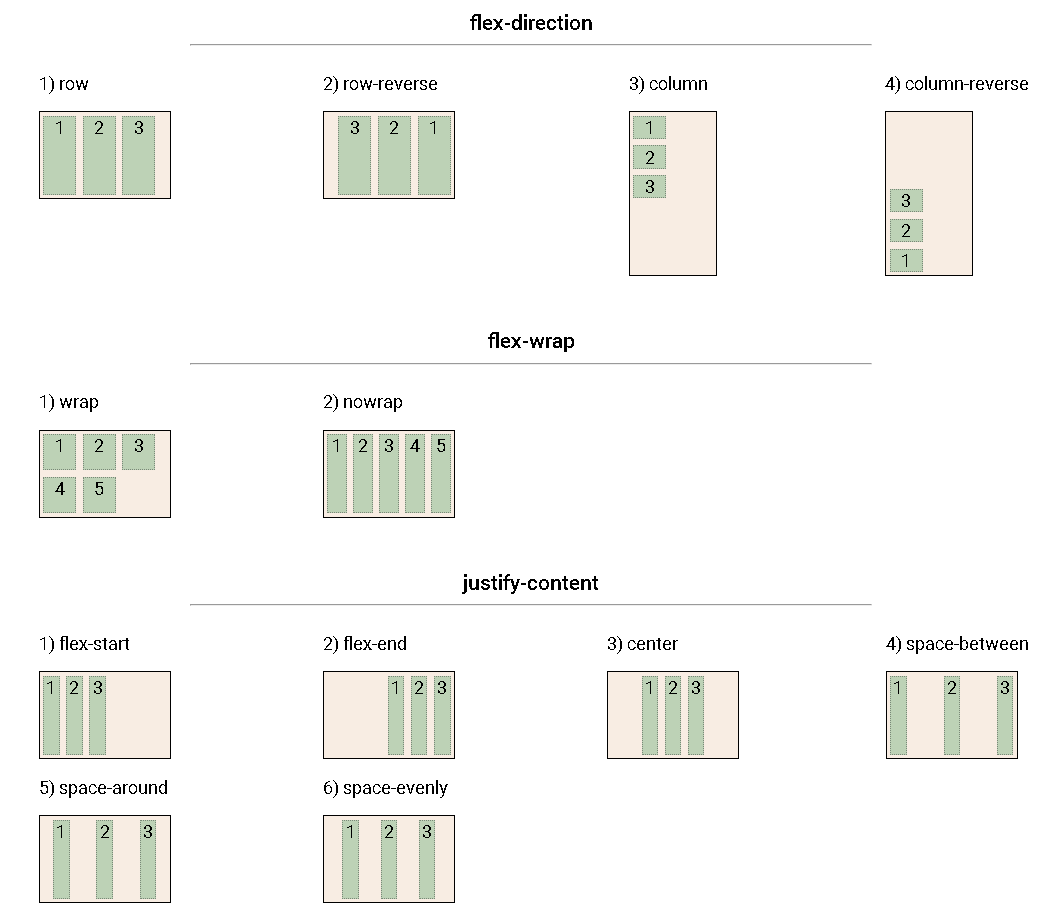 flex-direction
1) row
2) row-reverse
3) column
4) column-reverse
1 2 3
3 2 1
1
2
3
3
2
1
flex-wrap
1) wrap
2) nowrap
1 2 3
4 5
1 2 3 4 5
justify-content
1) flex-start
2) flex-end
3) center
4) space-between
1 2 3
1 2 3
1 2 3
1 2 3
5) space-around
6) space-evenly
1 2 3
1 2 3